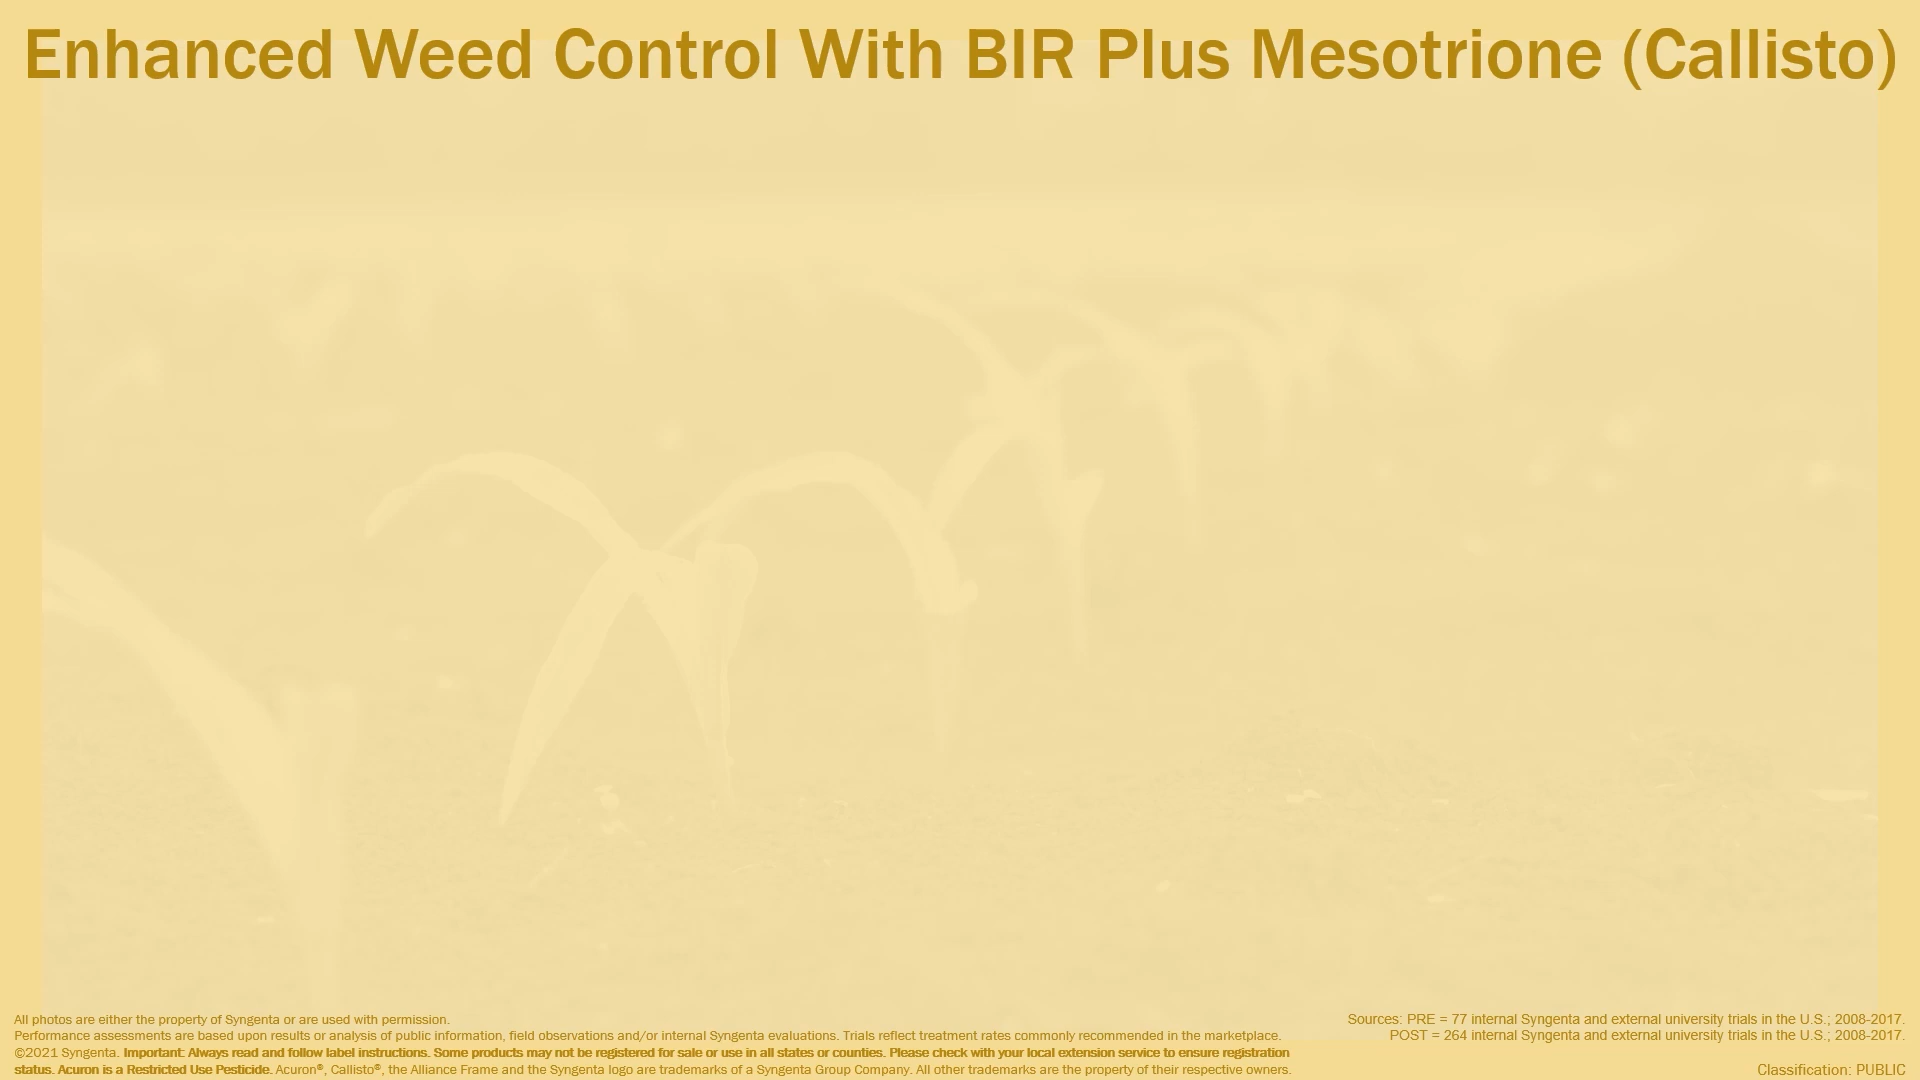 Enhanced Weed Control With BIR Plus Mesotrione (Callisto)
All photos are either the property of Syngenta or are used with permission.
Performance assessments are based upon results or analysis of public information, field observations and/or internal Syngenta evaluations. Trials reflect treatment rates commonly recommended in the marketplace.
©2021 Syngenta. Important: Always read and follow label instructions. Some products may not be registered for sale or use in all states or counties. Please check with your local extension service to ensure registration
status. Acuron is a Restricted Use Pesticide. Acuron®, Callisto®, the Alliance Frame and the Syngenta logo are trademarks of a Syngenta Group Company. All other trademarks are the property of their respective owners.
Sources: PRE = 77 internal Syngenta and external university trials in the U.S.; 2008-2017.
POST = 264 internal Syngenta and external university trials in the U.S.; 2008-2017.
Classification: PUBLIC